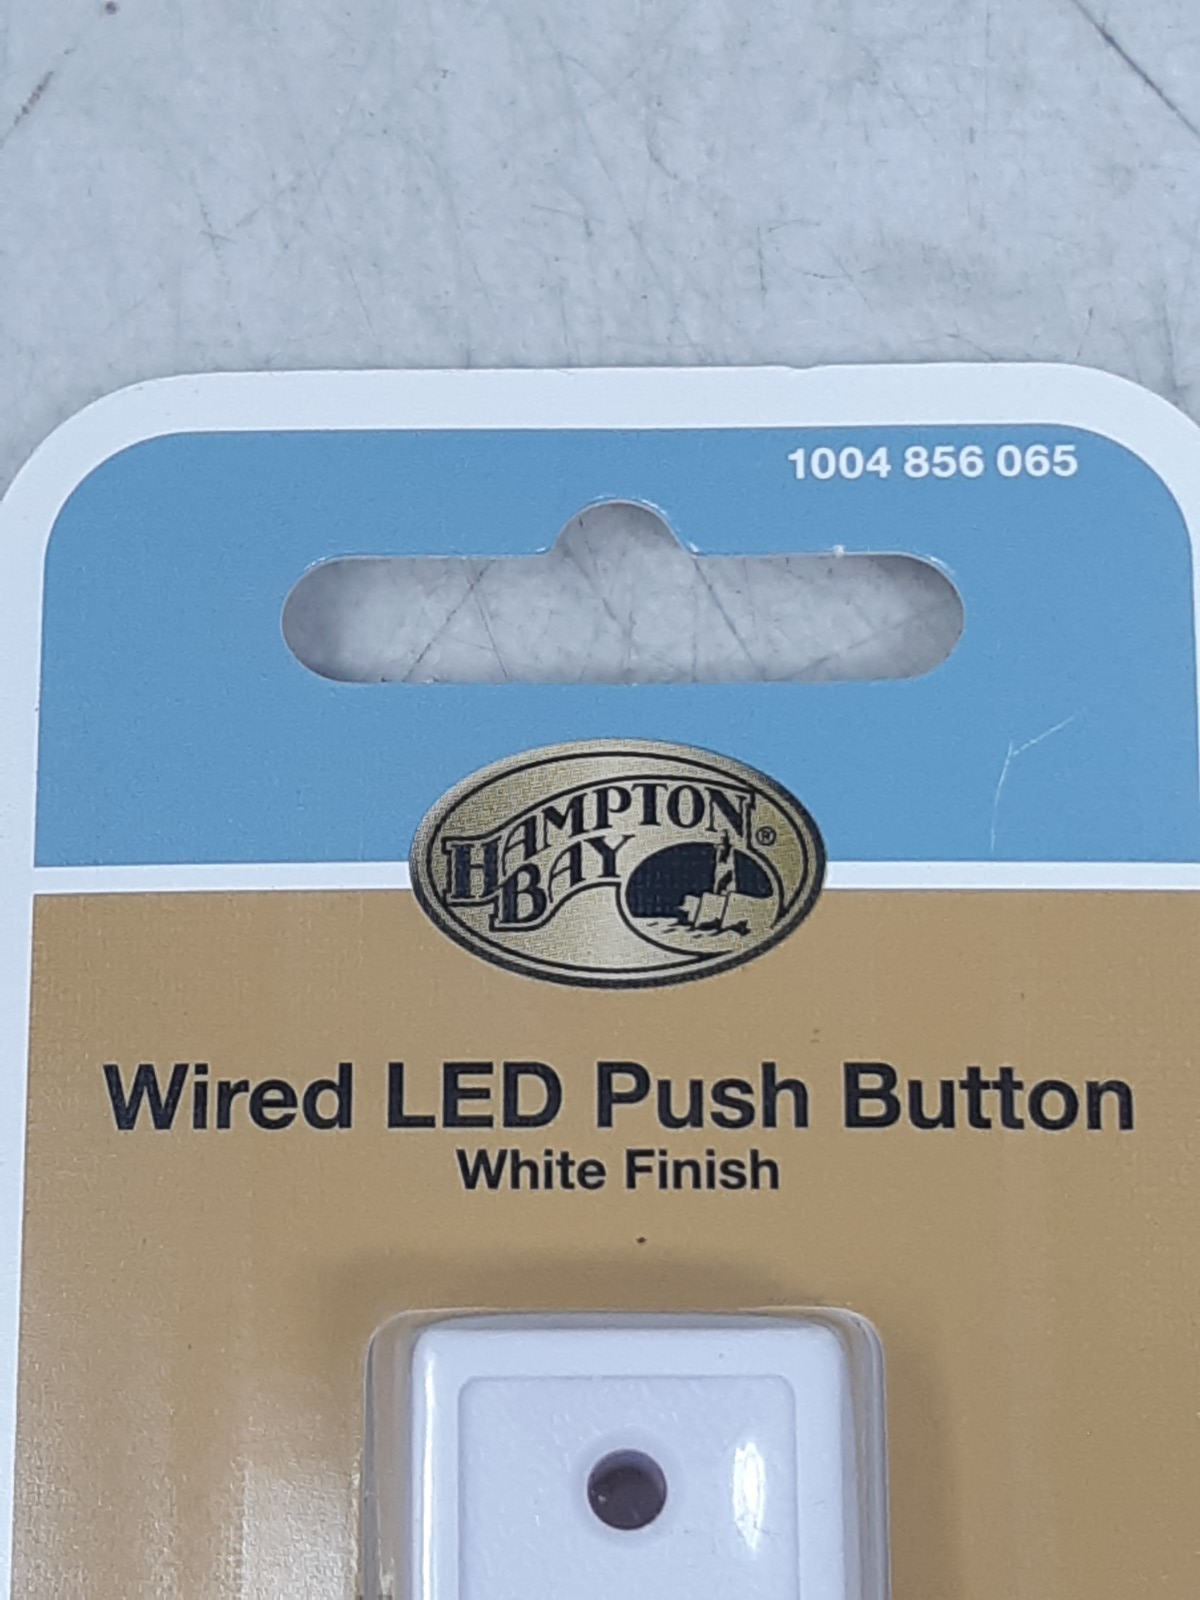 1004 856 065
HAMPTON
BAY ®
Wired LED Push Button
White Finish